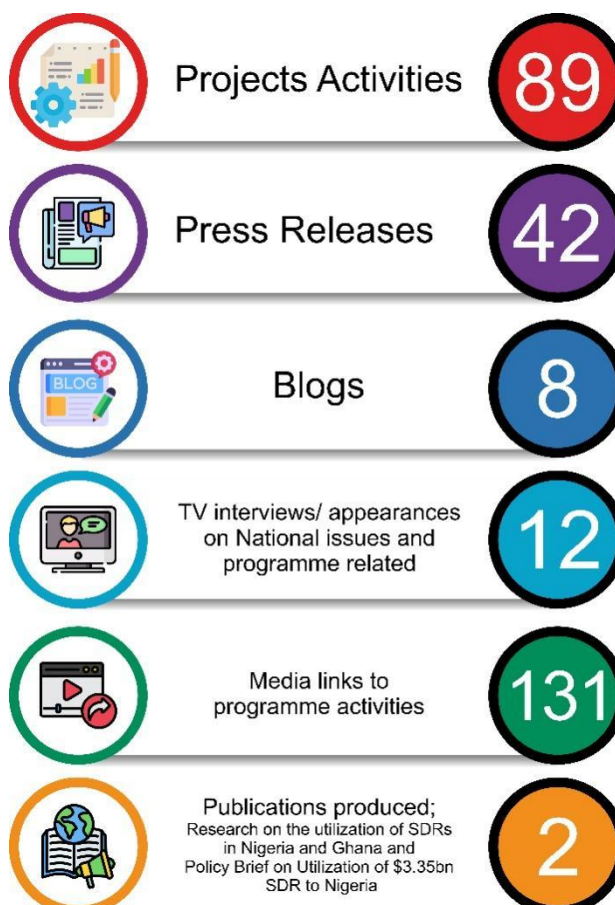 Projects Activities
89
Press Releases
42
BLOG
Blogs
8
TV interviews/ appearances
on National issues and
programme related
12
Media links to
programme activities
131
Publications produced;
Research on the utilization of SDRs
in Nigeria and Ghana and
Policy Brief on Utilization of $3.35bn
SDR to Nigeria
2